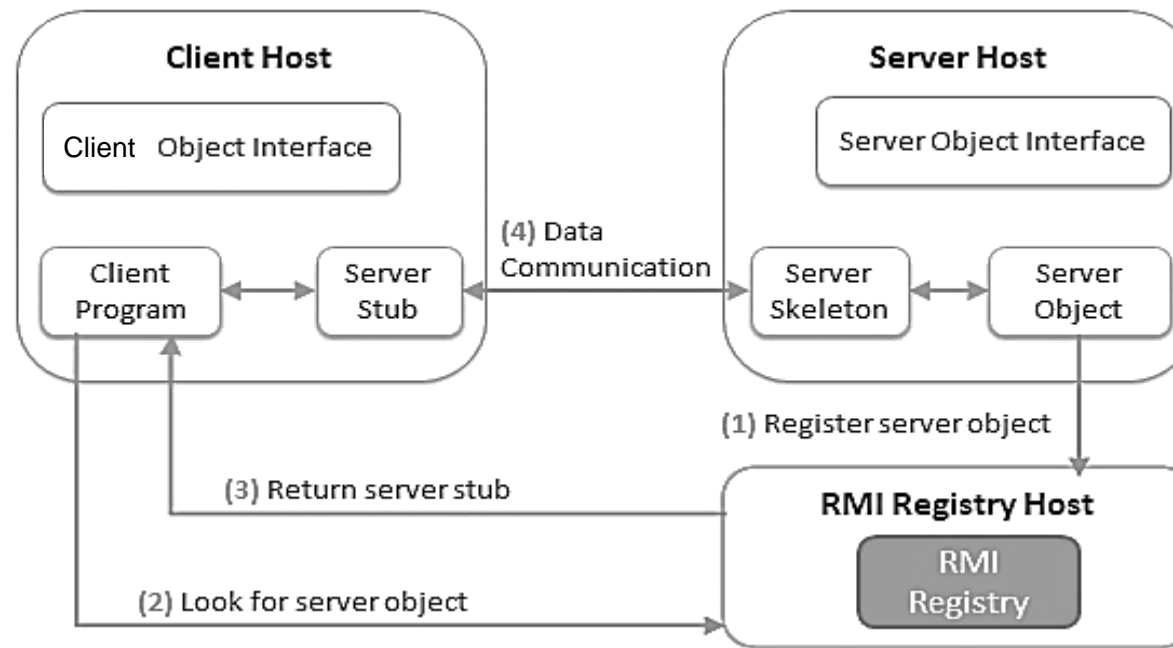 Client Host
Client Object Interface
Client
Program
Server
Stub
(4) Data
Communication
Server Host
Server Object Interface
Server
Skeleton
Server
Object
(1) Register server object
(3) Return server stub
(2) Look for server object
RMI Registry Host
RMI
Registry